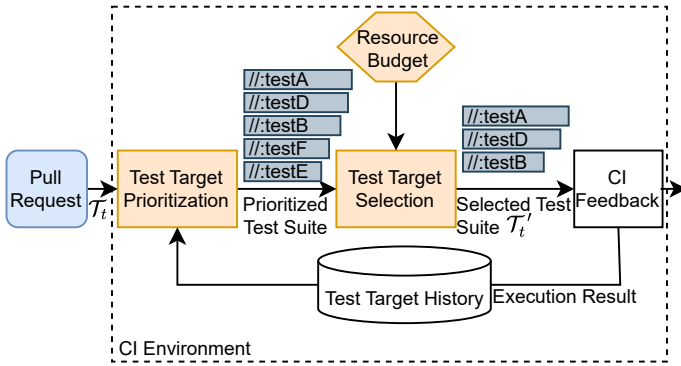 Resource
Budget
//:testA
//:testD
//:testB
//:testF
//:testE
//:testA
//:testD
//:testB
Pull
Request
𝒯t
Test Target
Prioritization
Prioritized
Test Suite
Test Target
Selection
Selected Test
Suite 𝒯t'
CI
Feedback
Test Target History
Execution Result
CI Environment